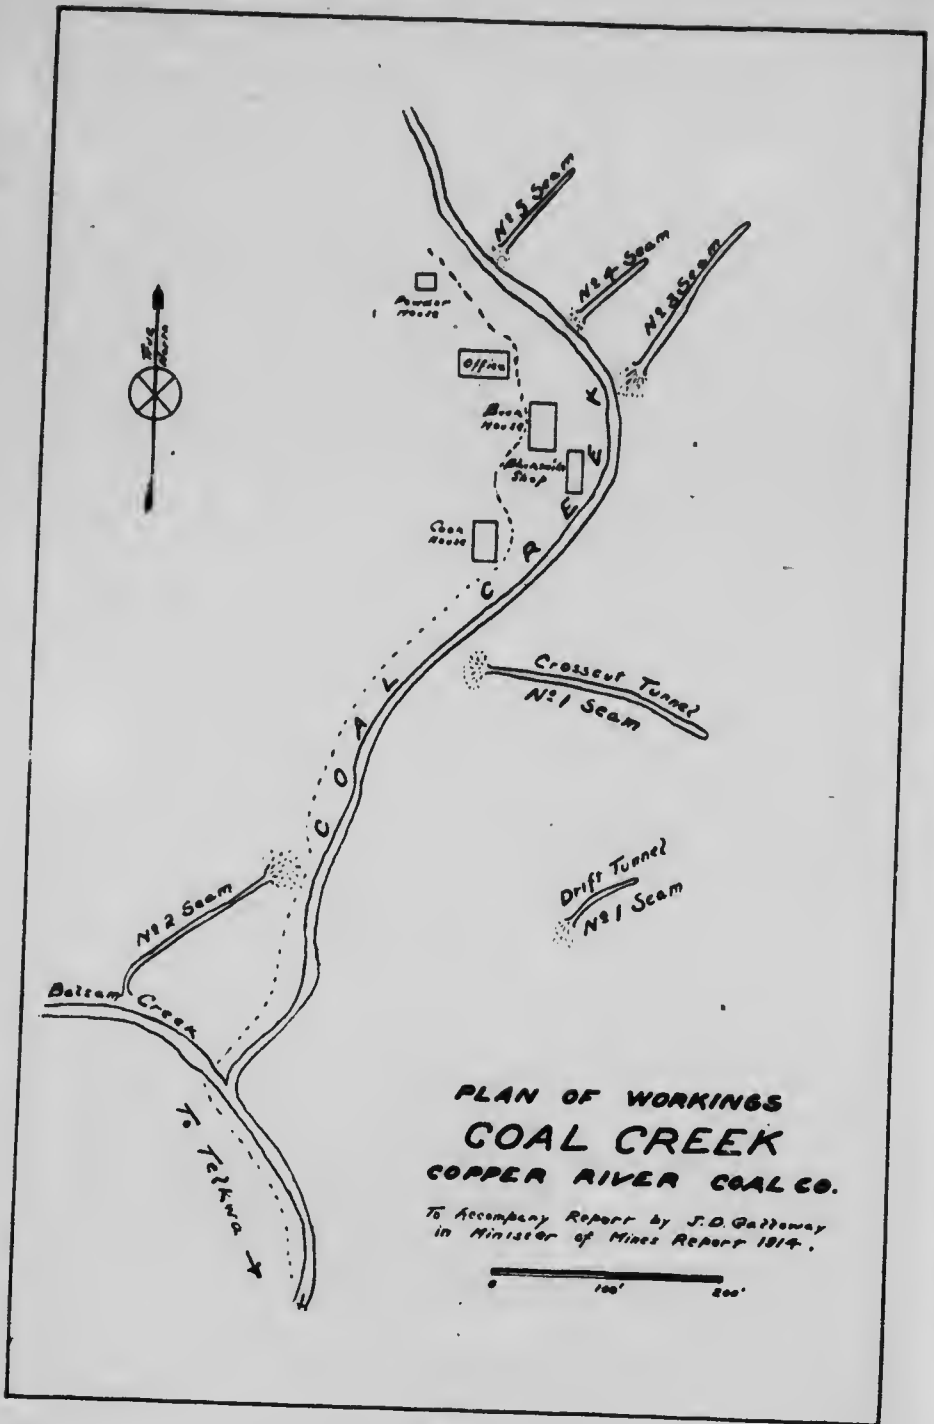 Nº 5 Seam
Nº 4 Seam
Nº 3 Seam
Powder
House
True
North
Office
Bunk
House
Blacksmith
Shop
Cook
House
COAL CREEK
Crosscut Tunnel
Nº 1 Seam
Drift Tunnel
Nº 1 Seam
Nº 2 Seam
Balsam Creek
To Telkwa
PLAN OF WORKINGS
COAL CREEK
COPPER RIVER COAL CO.
To Accompany Report by J.D. Galloway
in Minister of Mines Report 1914.
0 100' 200'